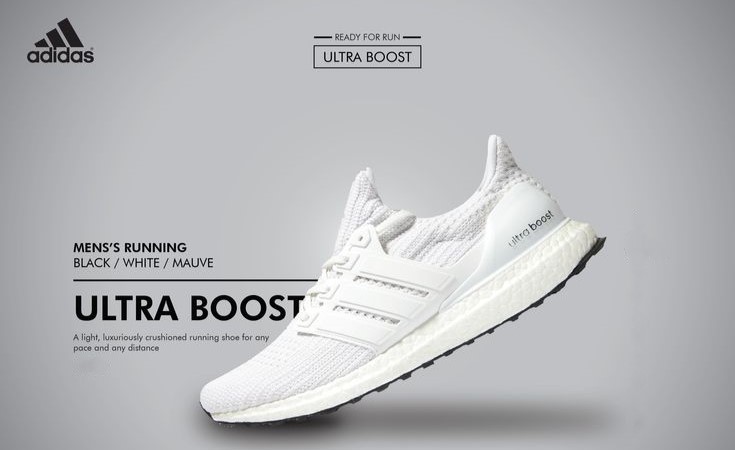 adidas
READY FOR RUN
ULTRA BOOST
MENS'S RUNNING
BLACK / WHITE / MAUVE
ULTRA BOOST
A light, luxuriously crushioned running shoe for any
pace and any distance
ultra boost